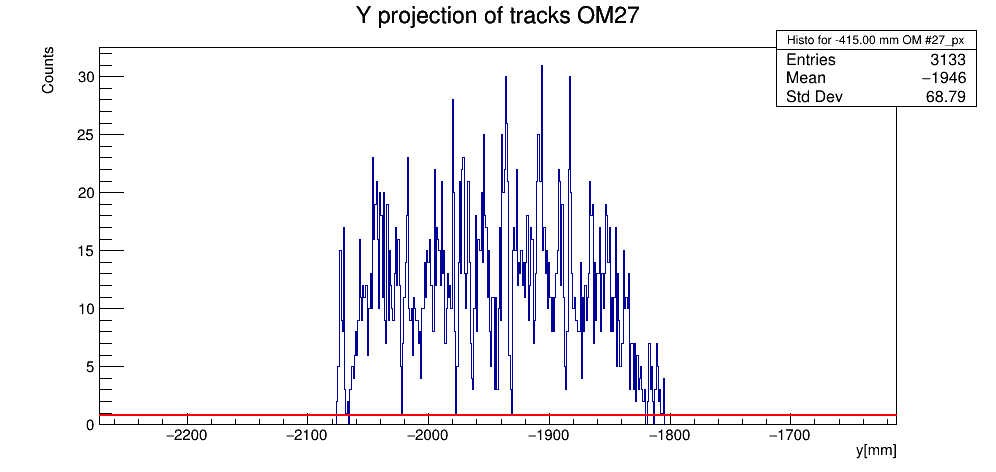 Y projection of tracks OM27
Histo for -415.00 mm OM #27_px
Entries 3133
Mean −1946
Std Dev 68.79
Counts
30
25
20
15
10
5
0
−2200 −2100 −2000 −1900 −1800 −1700
y[mm]